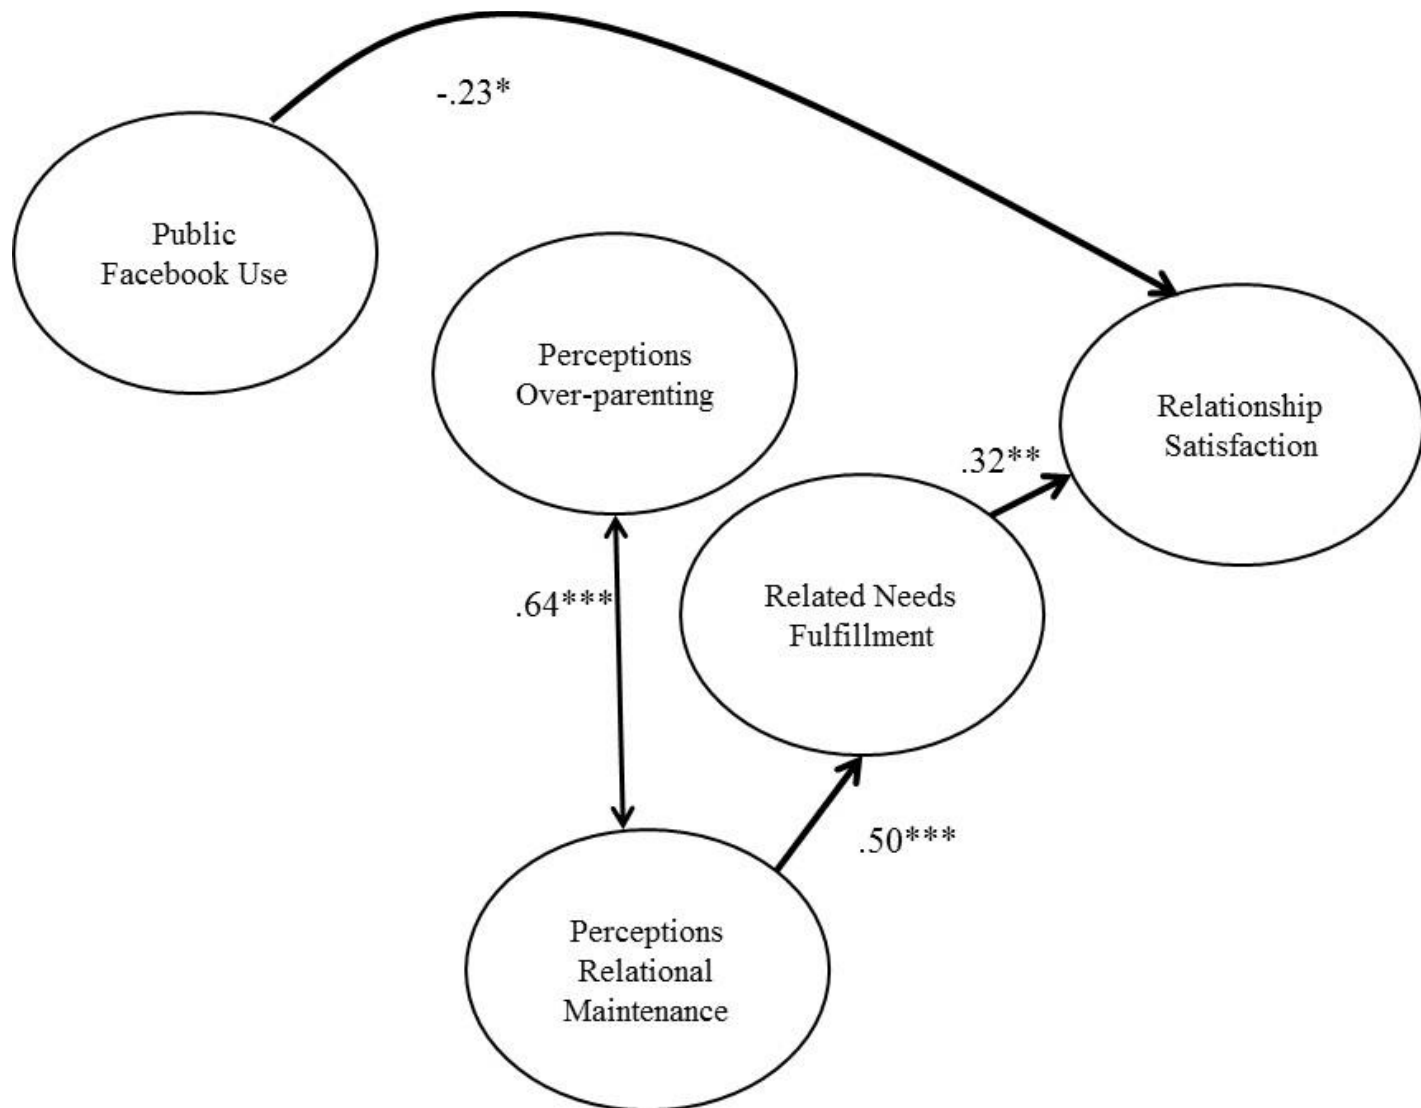 -.23*
Public
Facebook Use
Perceptions
Over-parenting
Relationship
Satisfaction
.32**
Related Needs
Fulfillment
.64***
.50***
Perceptions
Relational
Maintenance